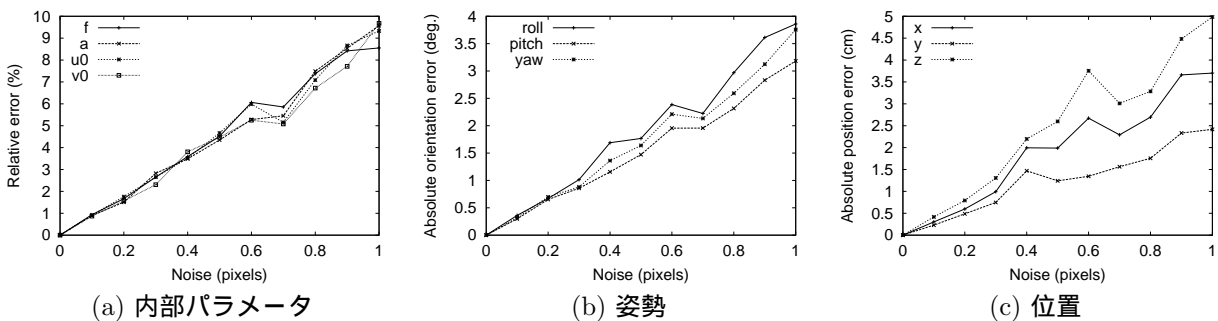 Relative error (%)
10
9
8
7
6
5
4
3
2
1
0
f
a
u0
v0
0 0.2 0.4 0.6 0.8 1
Noise (pixels)
(a) 内部パラメータ
Absolute orientation error (deg.)
4
3.5
3
2.5
2
1.5
1
0.5
0
roll
pitch
yaw
0 0.2 0.4 0.6 0.8 1
Noise (pixels)
(b) 姿勢
Absolute position error (cm)
5
4.5
4
3.5
3
2.5
2
1.5
1
0.5
0
x
y
z
0 0.2 0.4 0.6 0.8 1
Noise (pixels)
(c) 位置